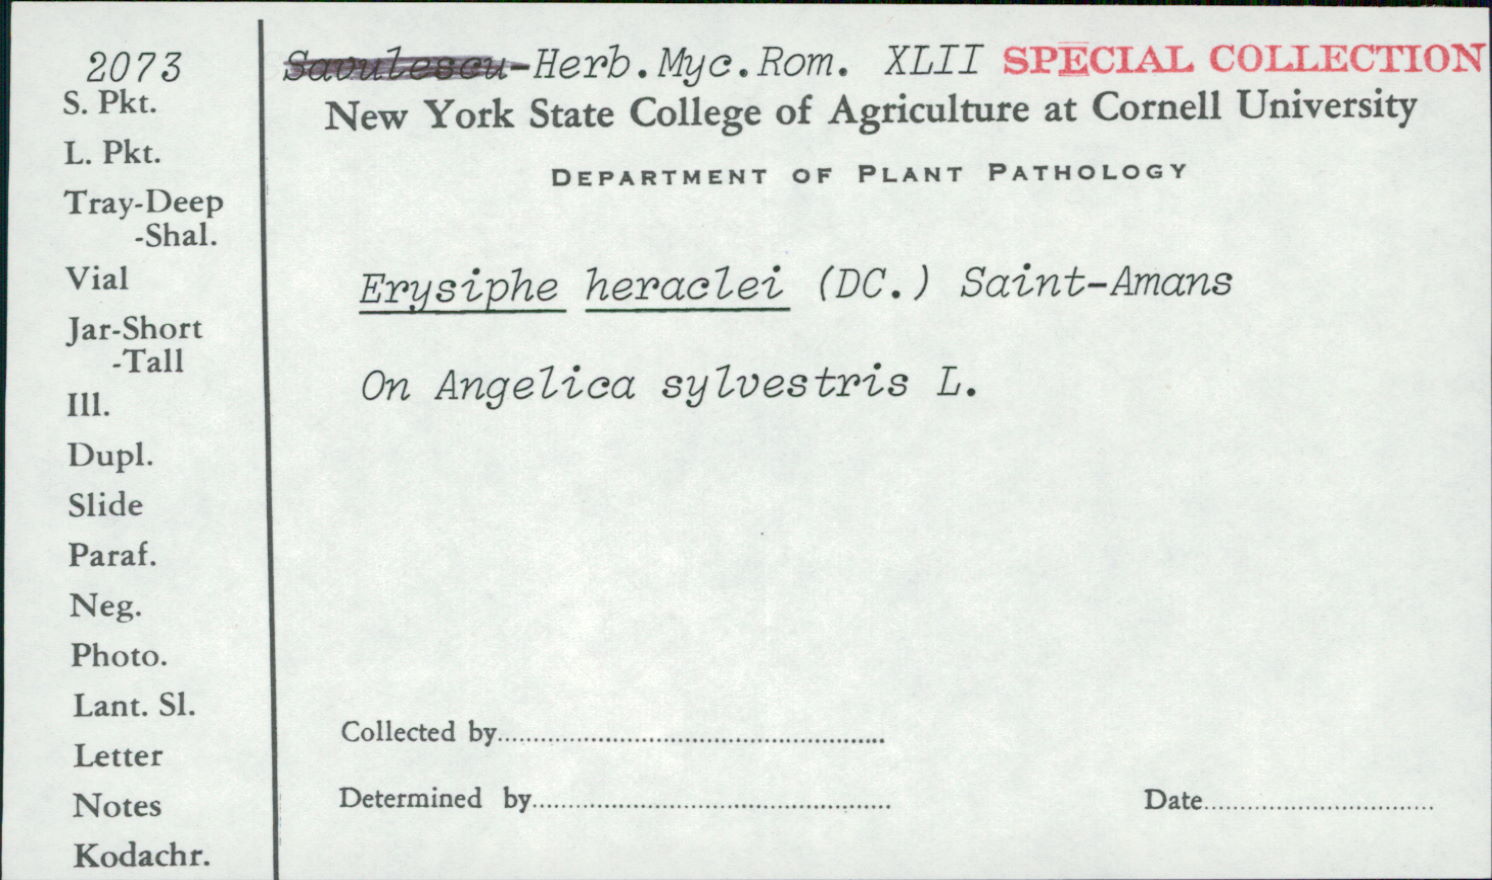 2073
S. Pkt.
L. Pkt.
Tray-Deep
-Shal.
Vial
Jar-Short
-Tall
Ill.
Dupl.
Slide
Paraf.
Neg.
Photo.
Lant. Sl.
Letter
Notes
Kodachr.
Savulescu-Herb.Myc.Rom. XLII SPECIAL COLLECTION
New York State College of Agriculture at Cornell University
DEPARTMENT OF PLANT PATHOLOGY
Erysiphe heraclei (DC.) Saint-Amans
On Angelica sylvestris L.
Collected by
Determined by
Date